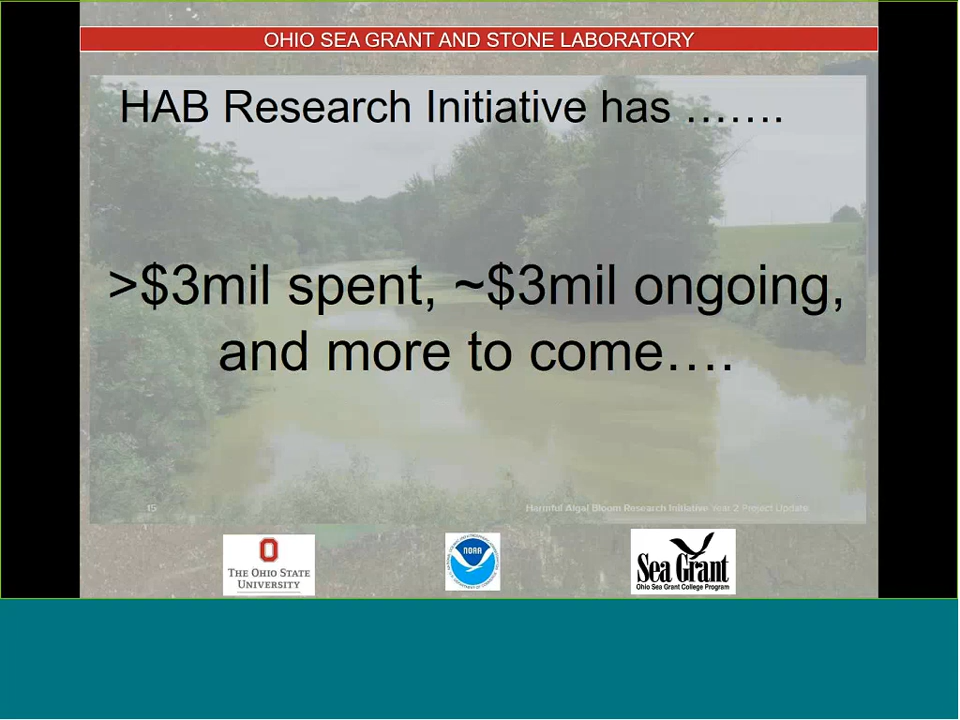 OHIO SEA GRANT AND STONE LABORATORY
HAB Research Initiative has …….
>$3mil spent, ~$3mil ongoing,
and more to come….
15
Harmful Algal Bloom Research Initiative Year 2 Project Update
THE OHIO STATE
UNIVERSITY
NOAA
Sea Grant
Ohio Sea Grant College Program